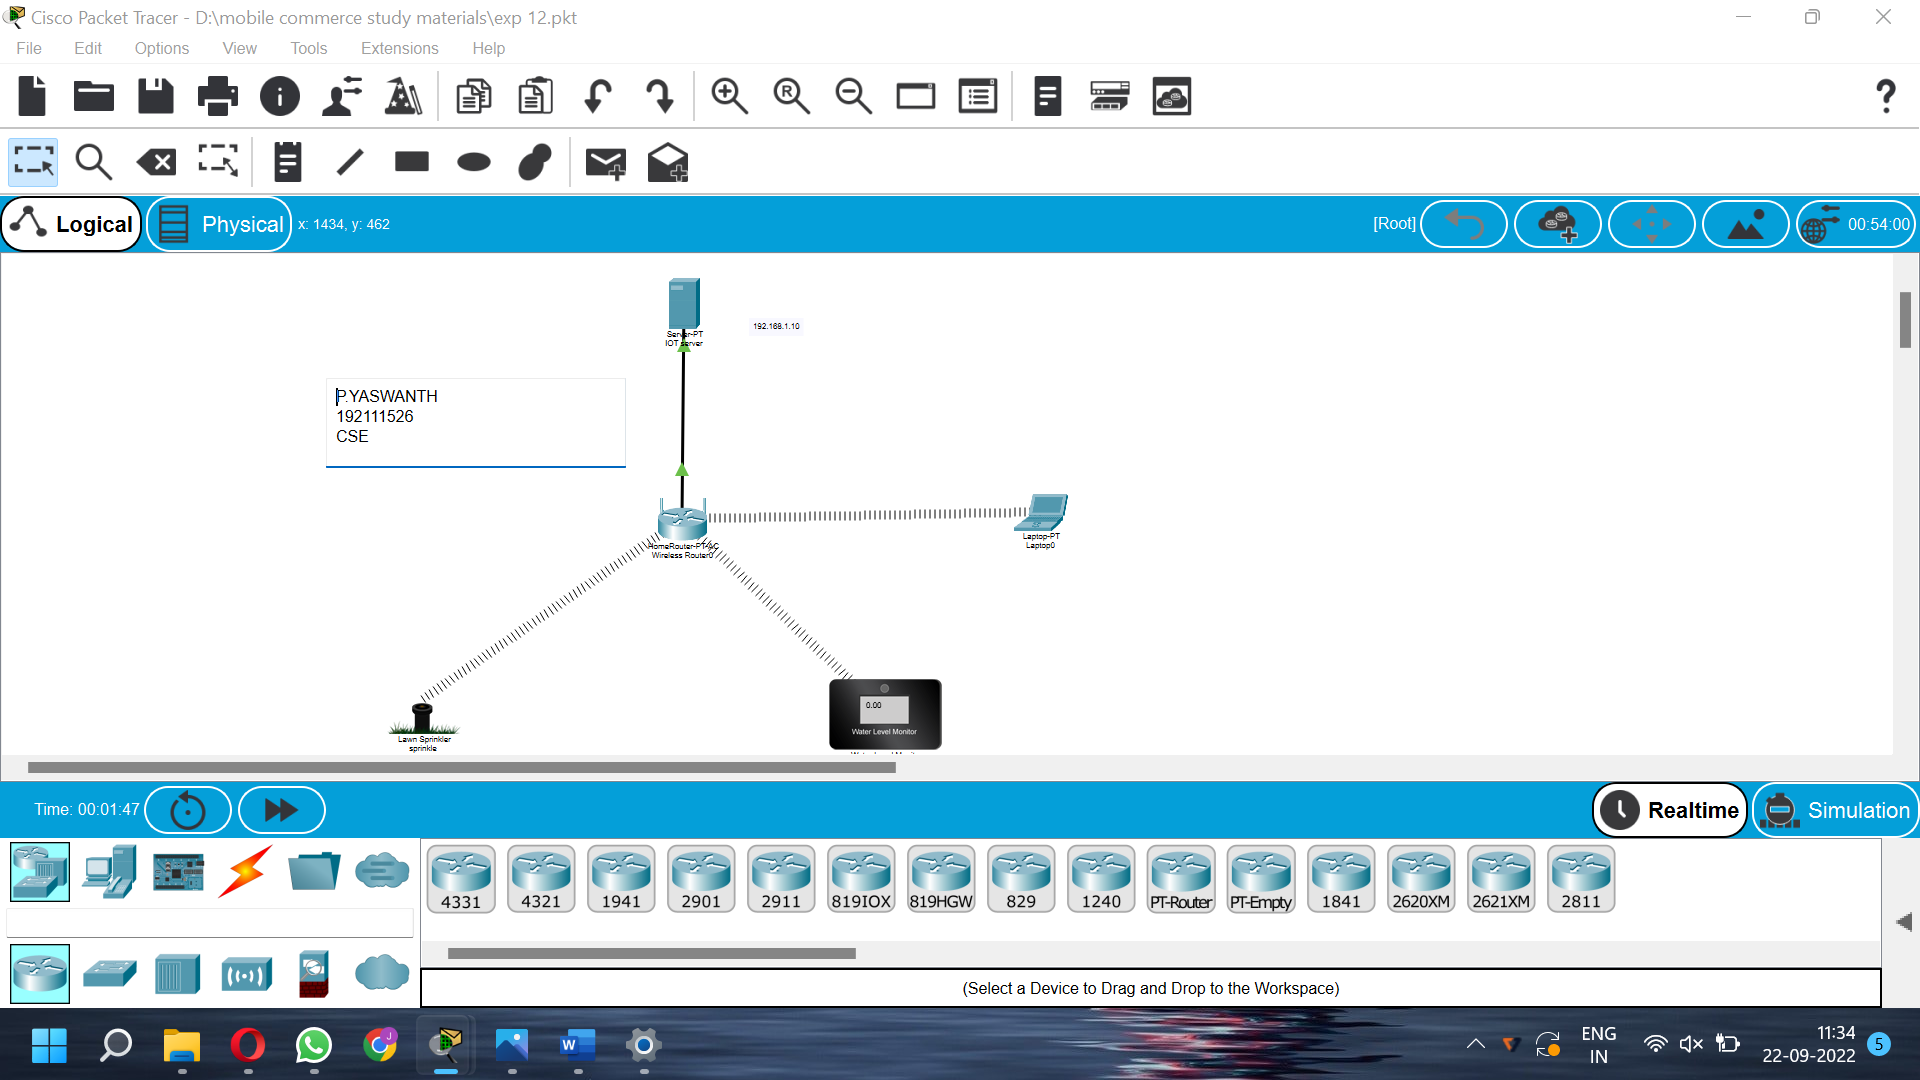 Cisco Packet Tracer - D:\mobile commerce study materials\exp 12.pkt
File Edit Options View Tools Extensions Help
Logical Physical x: 1434, y: 462 [Root] 00:54:00
Server-PT
IOT server
192.168.1.10
P.YASWANTH
192111526
CSE
HomeRouter-PT-AC
Wireless Router0
Laptop-PT
Laptop0
0.00
Water Level Monitor
Lawn Sprinkler
sprinkle
Time: 00:01:47 Realtime Simulation
4331 4321 1941 2901 2911 819IOX 819HGW 829 1240 PT-Router PT-Empty 1841 2620XM 2621XM 2811
(Select a Device to Drag and Drop to the Workspace)
ENG
IN
11:34
22-09-2022
5